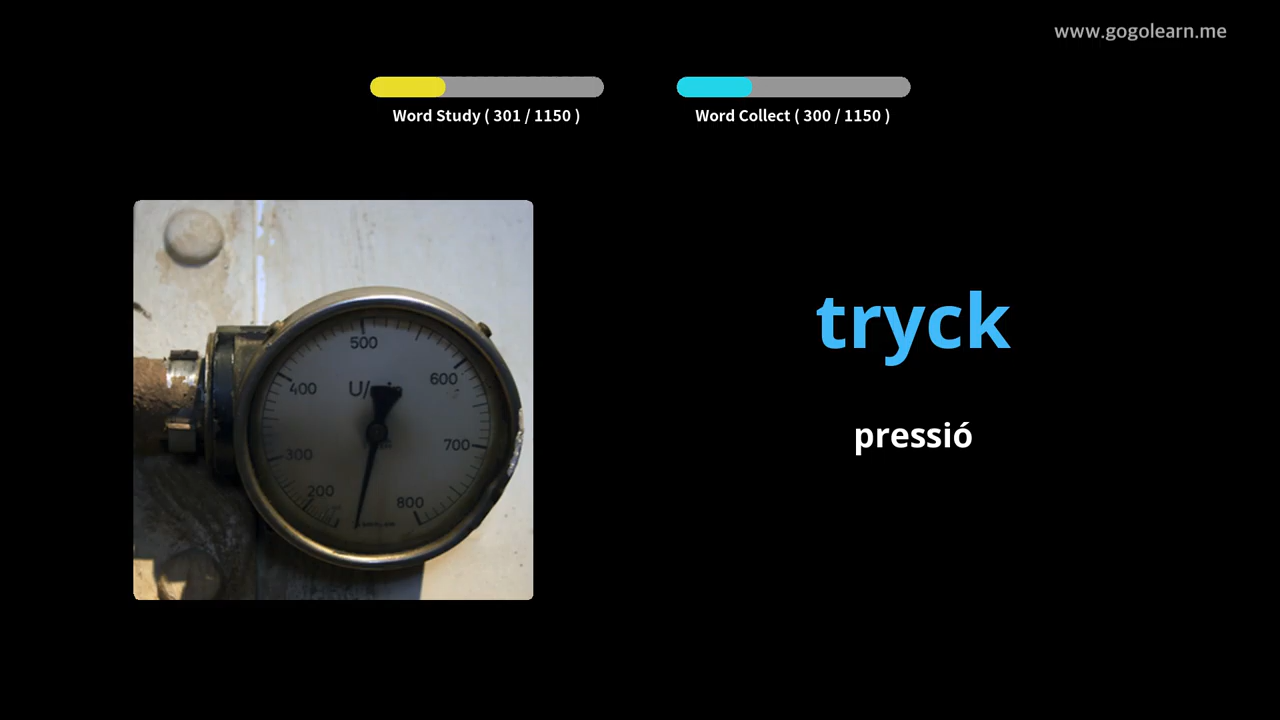 www.gogolearn.me
Word Study ( 301 / 1150 )
Word Collect ( 300 / 1150 )
500
400
600
300
700
200
800
tryck
pressió